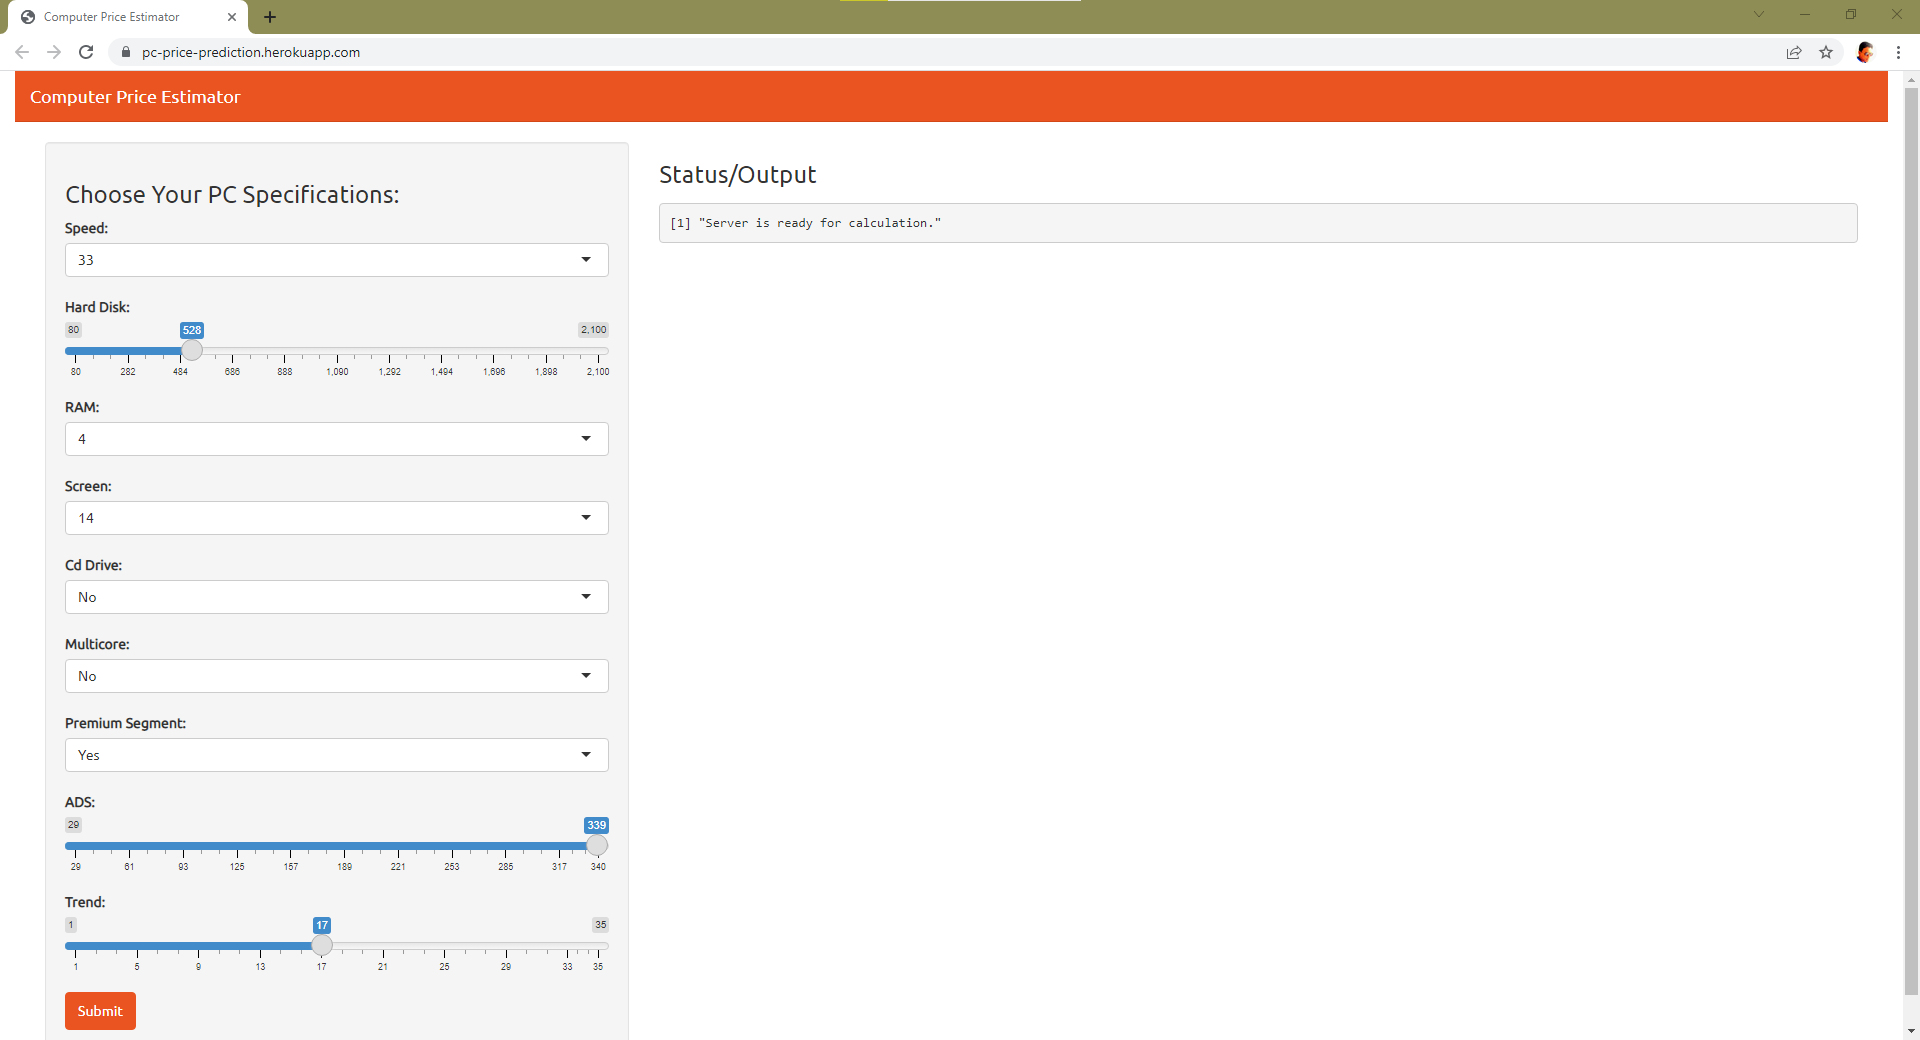 Computer Price Estimator
pc-price-prediction.herokuapp.com
Computer Price Estimator
Choose Your PC Specifications:
Speed:
33
Hard Disk:
80 528 2,100
80 282 484 686 888 1,090 1,292 1,494 1,696 1,898 2,100
RAM:
4
Screen:
14
Cd Drive:
No
Multicore:
No
Premium Segment:
Yes
ADS:
29 339
29 61 93 125 157 189 221 253 285 317 340
Trend:
1 17 35
1 5 9 13 17 21 25 29 33 35
Submit
Status/Output
[1] "Server is ready for calculation."